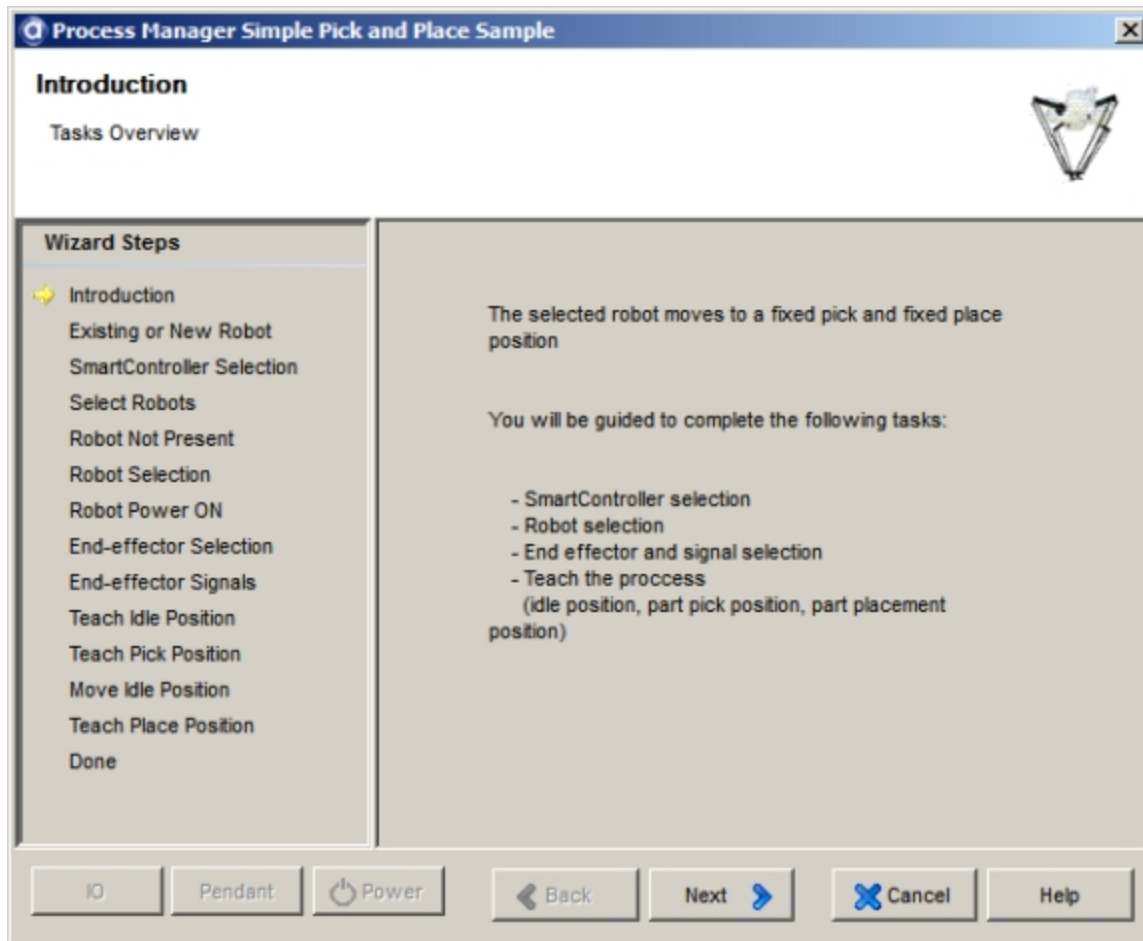 Process Manager Simple Pick and Place Sample
Introduction
Tasks Overview
Wizard Steps
Introduction
Existing or New Robot
SmartController Selection
Select Robots
Robot Not Present
Robot Selection
Robot Power ON
End-effector Selection
End-effector Signals
Teach Idle Position
Teach Pick Position
Move Idle Position
Teach Place Position
Done
The selected robot moves to a fixed pick and fixed place
position
You will be guided to complete the following tasks:
- SmartController selection
- Robot selection
- End effector and signal selection
- Teach the proccess
(idle position, part pick position, part placement
position)
IO
Pendant
Power
Back
Next
Cancel
Help